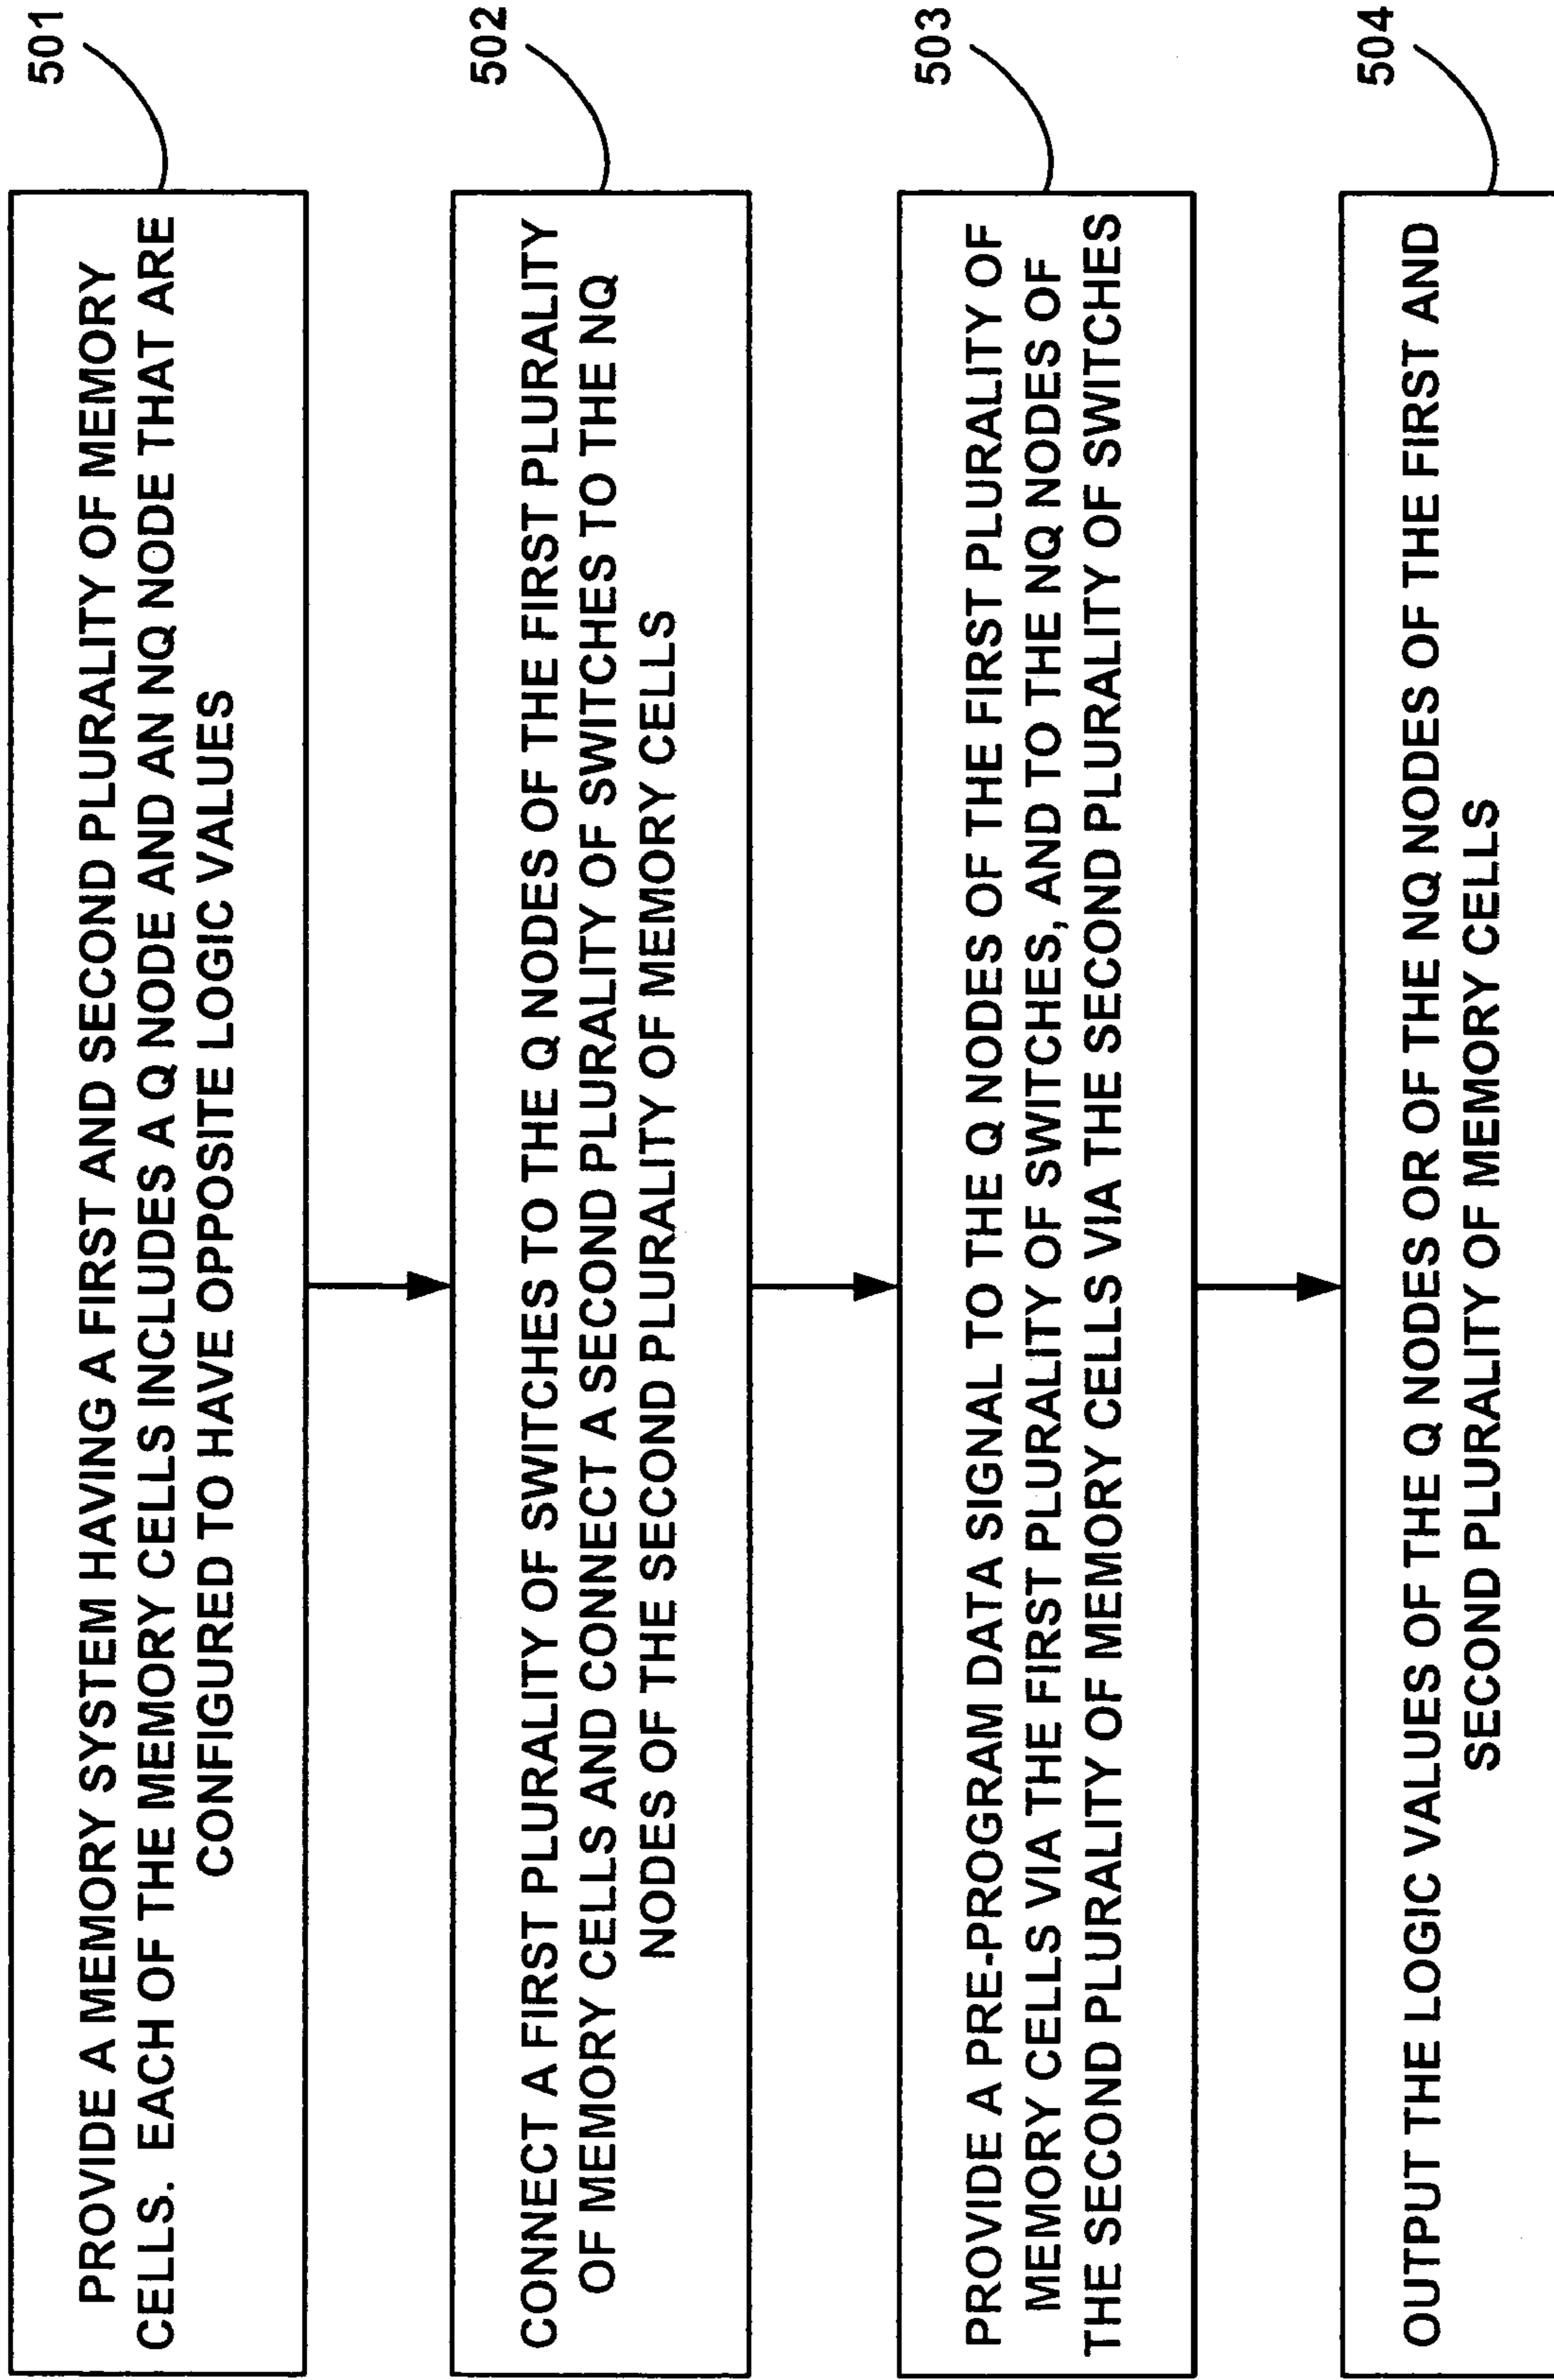 501
PROVIDE A MEMORY SYSTEM HAVING A FIRST AND SECOND PLURALITY OF MEMORY
CELLS. EACH OF THE MEMORY CELLS INCLUDES A Q NODE AND AN NQ NODE THAT ARE
CONFIGURED TO HAVE OPPOSITE LOGIC VALUES
502
CONNECT A FIRST PLURALITY OF SWITCHES TO THE Q NODES OF THE FIRST PLURALITY
OF MEMORY CELLS AND CONNECT A SECOND PLURALITY OF SWITCHES TO THE NQ
NODES OF THE SECOND PLURALITY OF MEMORY CELLS
503
PROVIDE A PRE-PROGRAM DATA SIGNAL TO THE Q NODES OF THE FIRST PLURALITY OF
MEMORY CELLS VIA THE FIRST PLURALITY OF SWITCHES, AND TO THE NQ NODES OF
THE SECOND PLURALITY OF MEMORY CELLS VIA THE SECOND PLURALITY OF SWITCHES
504
OUTPUT THE LOGIC VALUES OF THE Q NODES OR OF THE NQ NODES OF THE FIRST AND
SECOND PLURALITY OF MEMORY CELLS